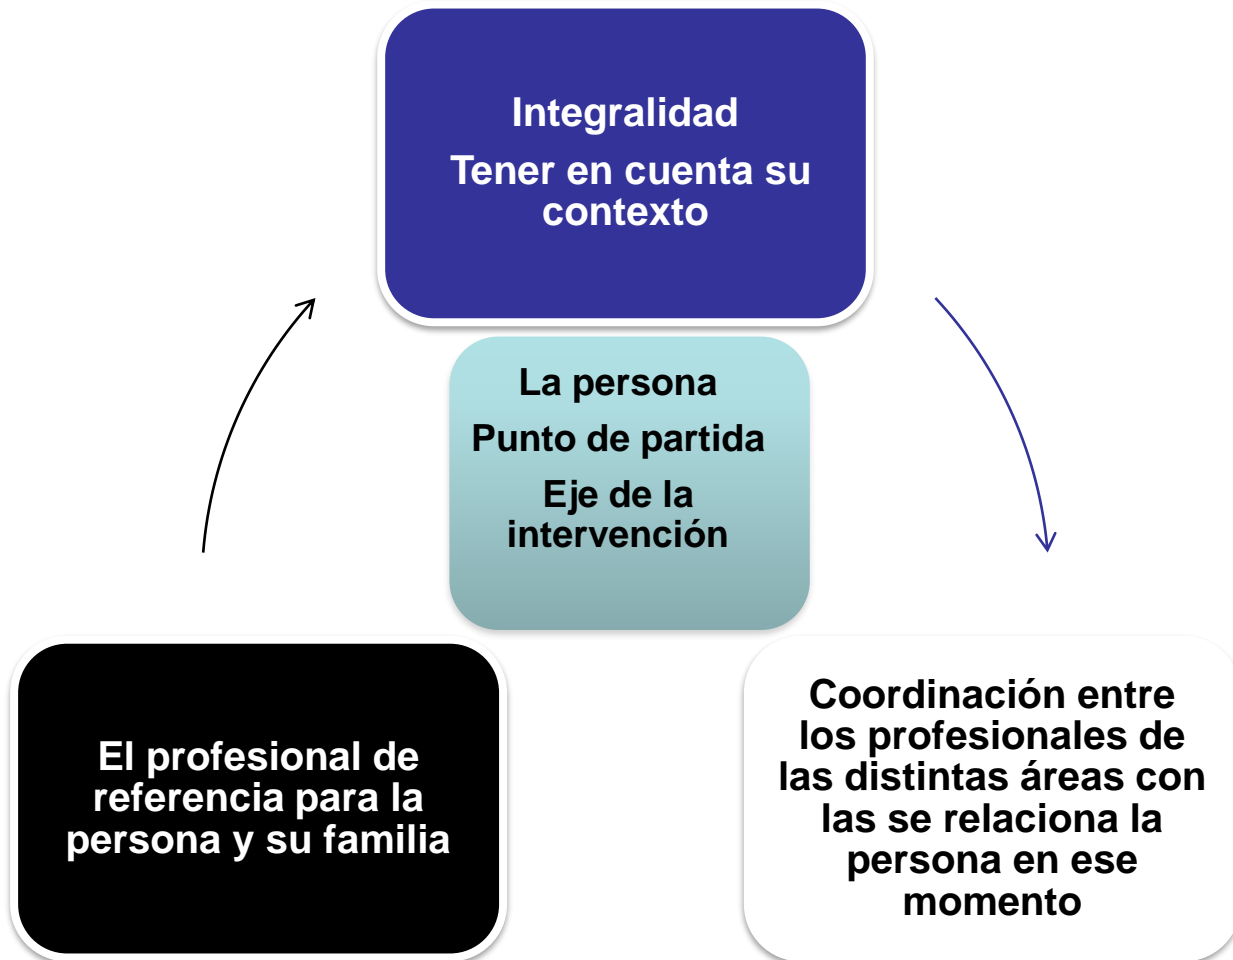 Integralidad
Tener en cuenta su
contexto
La persona
Punto de partida
Eje de la
intervención
El profesional de
referencia para la
persona y su familia
Coordinación entre
los profesionales de
las distintas áreas con
las se relaciona la
persona en ese
momento